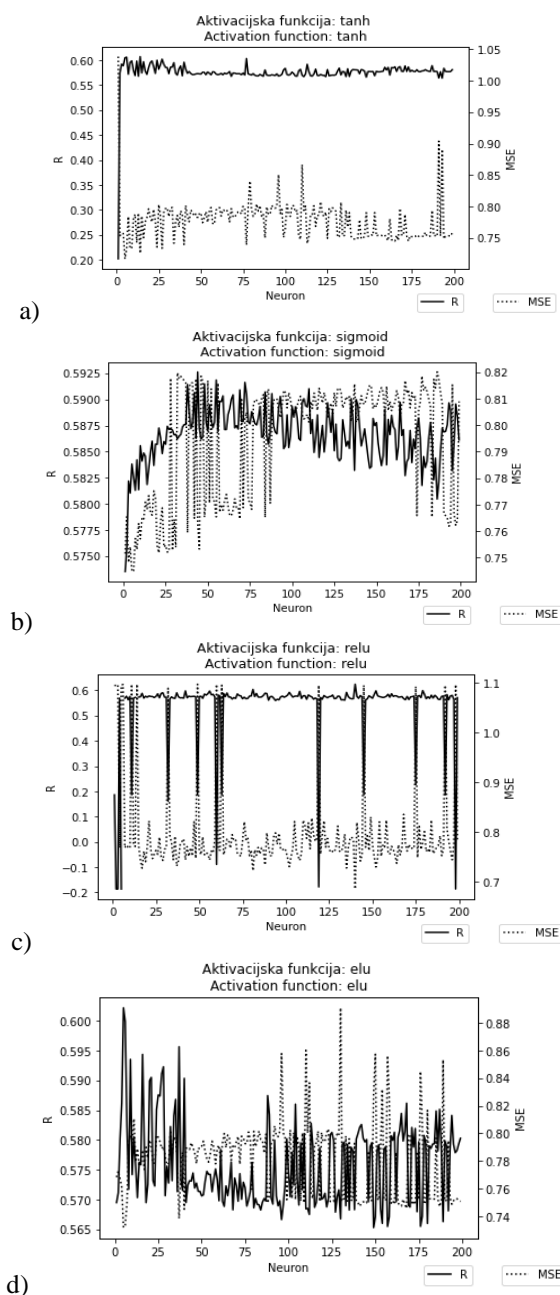 Aktivacijska funkcija: tanh
Activation function: tanh
0.60
0.55
0.50
0.45
0.40
0.35
0.30
0.25
0.20
R
1.05
1.00
0.95
0.90
0.85
0.80
0.75
MSE
0 25 50 75 100 125 150 175 200
Neuron
R MSE
a)
Aktivacijska funkcija: sigmoid
Activation function: sigmoid
0.5925
0.5900
0.5875
0.5850
0.5825
0.5800
0.5775
0.5750
R
0.82
0.81
0.80
0.79
0.78
0.77
0.76
0.75
MSE
0 25 50 75 100 125 150 175 200
Neuron
R MSE
b)
Aktivacijska funkcija: relu
Activation function: relu
0.6
0.5
0.4
0.3
0.2
0.1
0.0
−0.1
−0.2
R
1.1
1.0
0.9
0.8
0.7
MSE
0 25 50 75 100 125 150 175 200
Neuron
R MSE
c)
Aktivacijska funkcija: elu
Activation function: elu
0.600
0.595
0.590
0.585
0.580
0.575
0.570
0.565
R
0.88
0.86
0.84
0.82
0.80
0.78
0.76
0.74
MSE
0 25 50 75 100 125 150 175 200
Neuron
R MSE
d)